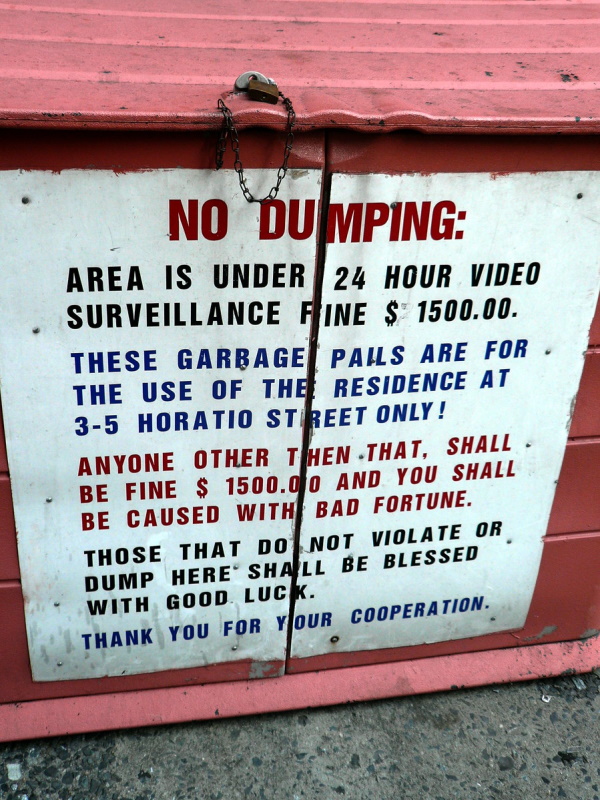 NO DUMPING:
AREA IS UNDER 24 HOUR VIDEO
SURVEILLANCE FINE $ 1500.00.
THESE GARBAGE PAILS ARE FOR
THE USE OF THE RESIDENCE AT
3-5 HORATIO STREET ONLY!
ANYONE OTHER THEN THAT, SHALL
BE FINE $ 1500.00 AND YOU SHALL
BE CAUSED WITH BAD FORTUNE.
THOSE THAT DO NOT VIOLATE OR
DUMP HERE SHALL BE BLESSED
WITH GOOD LUCK.
THANK YOU FOR YOUR COOPERATION.